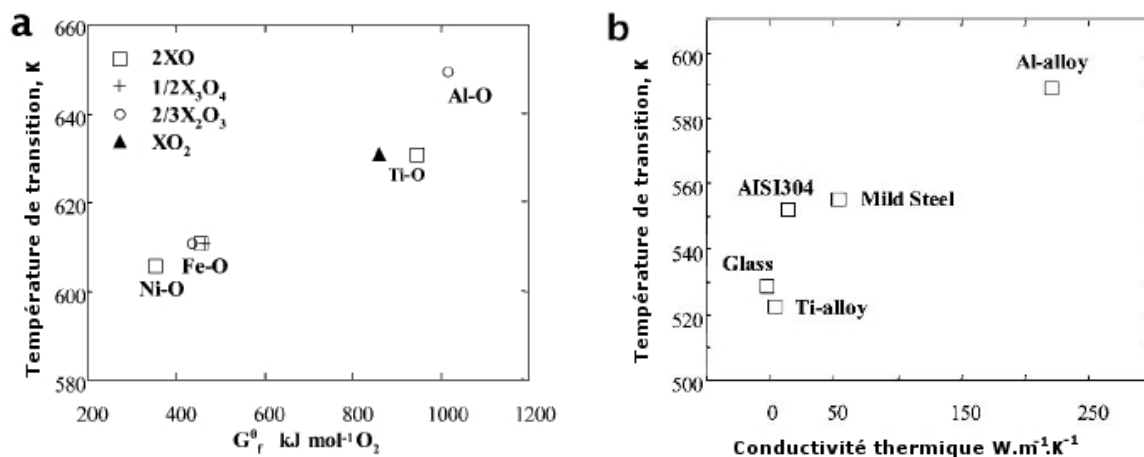 a
Température de transition, K
660
640
620
600
580
2XO
1/2X₃O₄
2/3X₂O₃
XO₂
Al-O
Ti-O
Fe-O
Ni-O
200 400 600 800 1000 1200
G⁰f kJ mol⁻¹O₂
b
Température de transition, K
600
580
560
540
520
500
Al-alloy
AISI304
Mild Steel
Glass
Ti-alloy
0 50 150 250
Conductivité thermique W.m⁻¹.K⁻¹